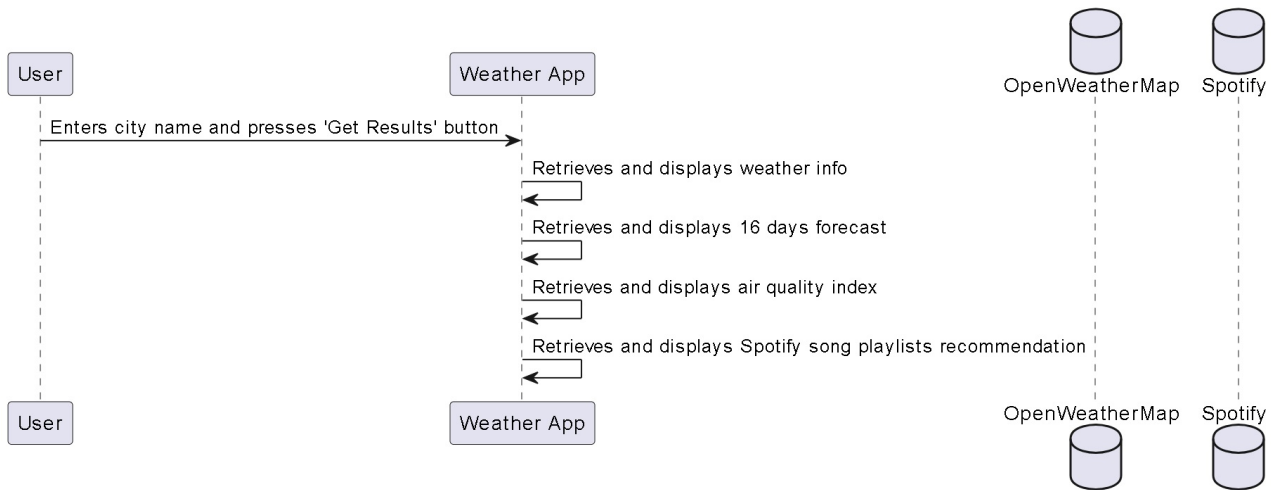 User
Weather App
OpenWeatherMap
Spotify
Enters city name and presses 'Get Results' button
Retrieves and displays weather info
Retrieves and displays 16 days forecast
Retrieves and displays air quality index
Retrieves and displays Spotify song playlists recommendation
User
Weather App
OpenWeatherMap
Spotify